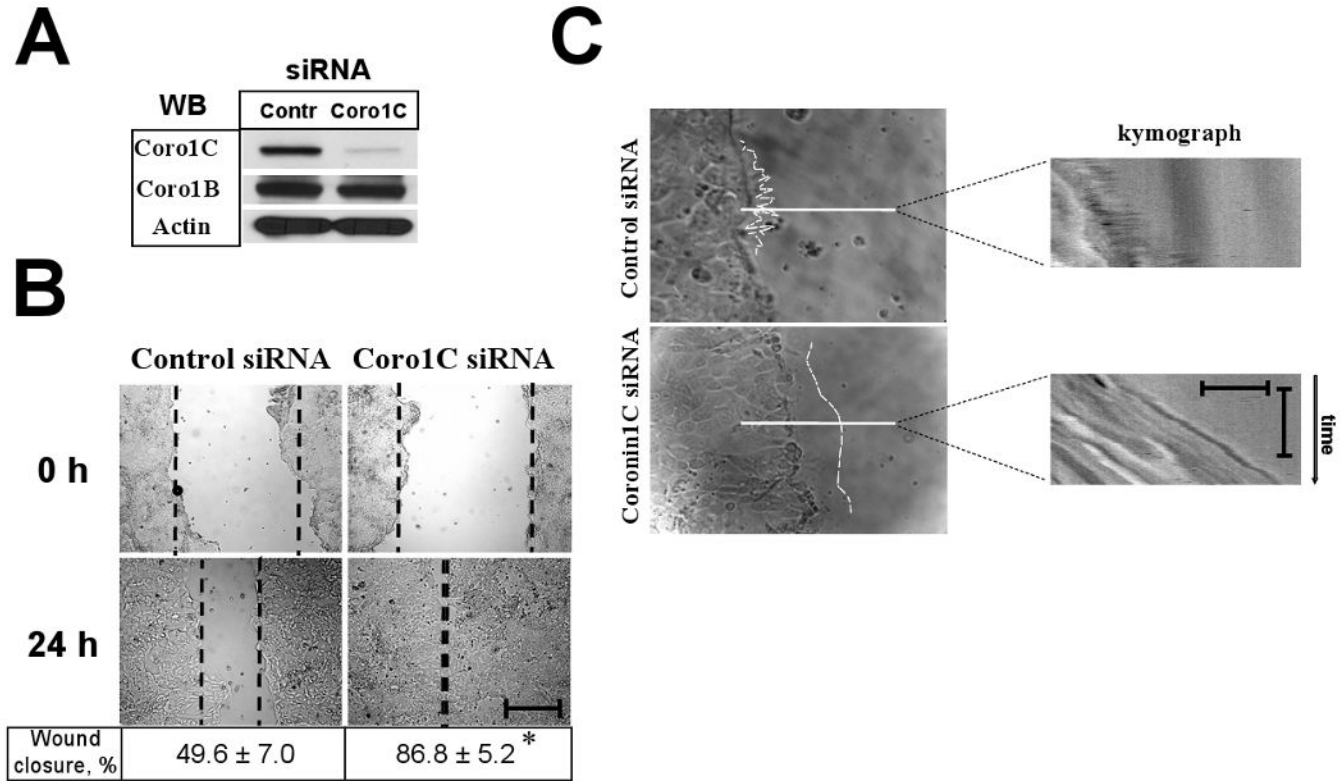 A
siRNA
WB
Contr Coro1C
Coro1C
Coro1B
Actin
B
Control siRNA Coro1C siRNA
0 h
24 h
Wound closure, % 49.6 ± 7.0 86.8 ± 5.2 *
C
kymograph
Control siRNA
Coronin1C siRNA
time